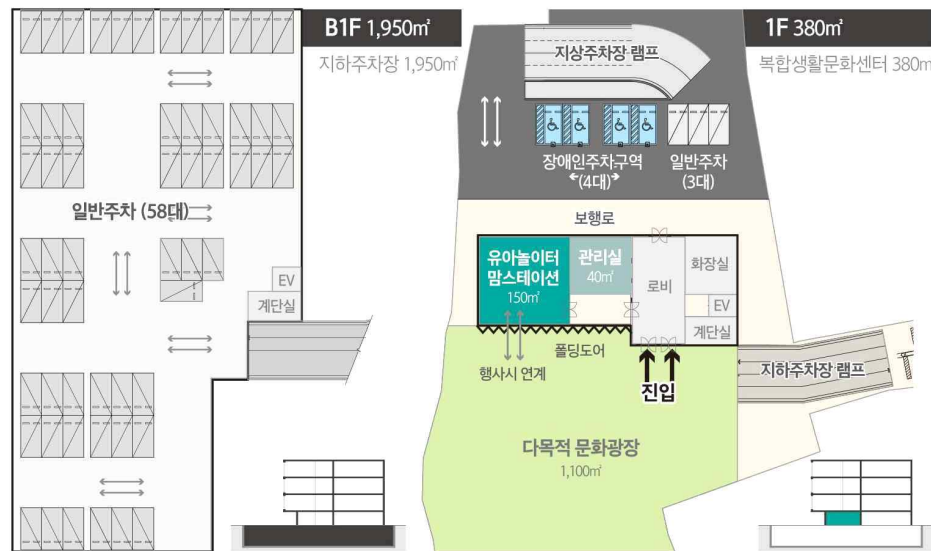 B1F 1,950㎡
지하주차장 1,950㎡
일반주차 (58대)
EV
계단실
1F 380㎡
복합생활문화센터 380m
지상주차장 램프
장애인주차구역
(4대)
일반주차
(3대)
보행로
유아놀이터
맘스테이션
150㎡
관리실
40㎡
로비
화장실
EV
계단실
폴딩도어
행사시 연계
진입
지하주차장 램프
다목적 문화광장
1,100㎡